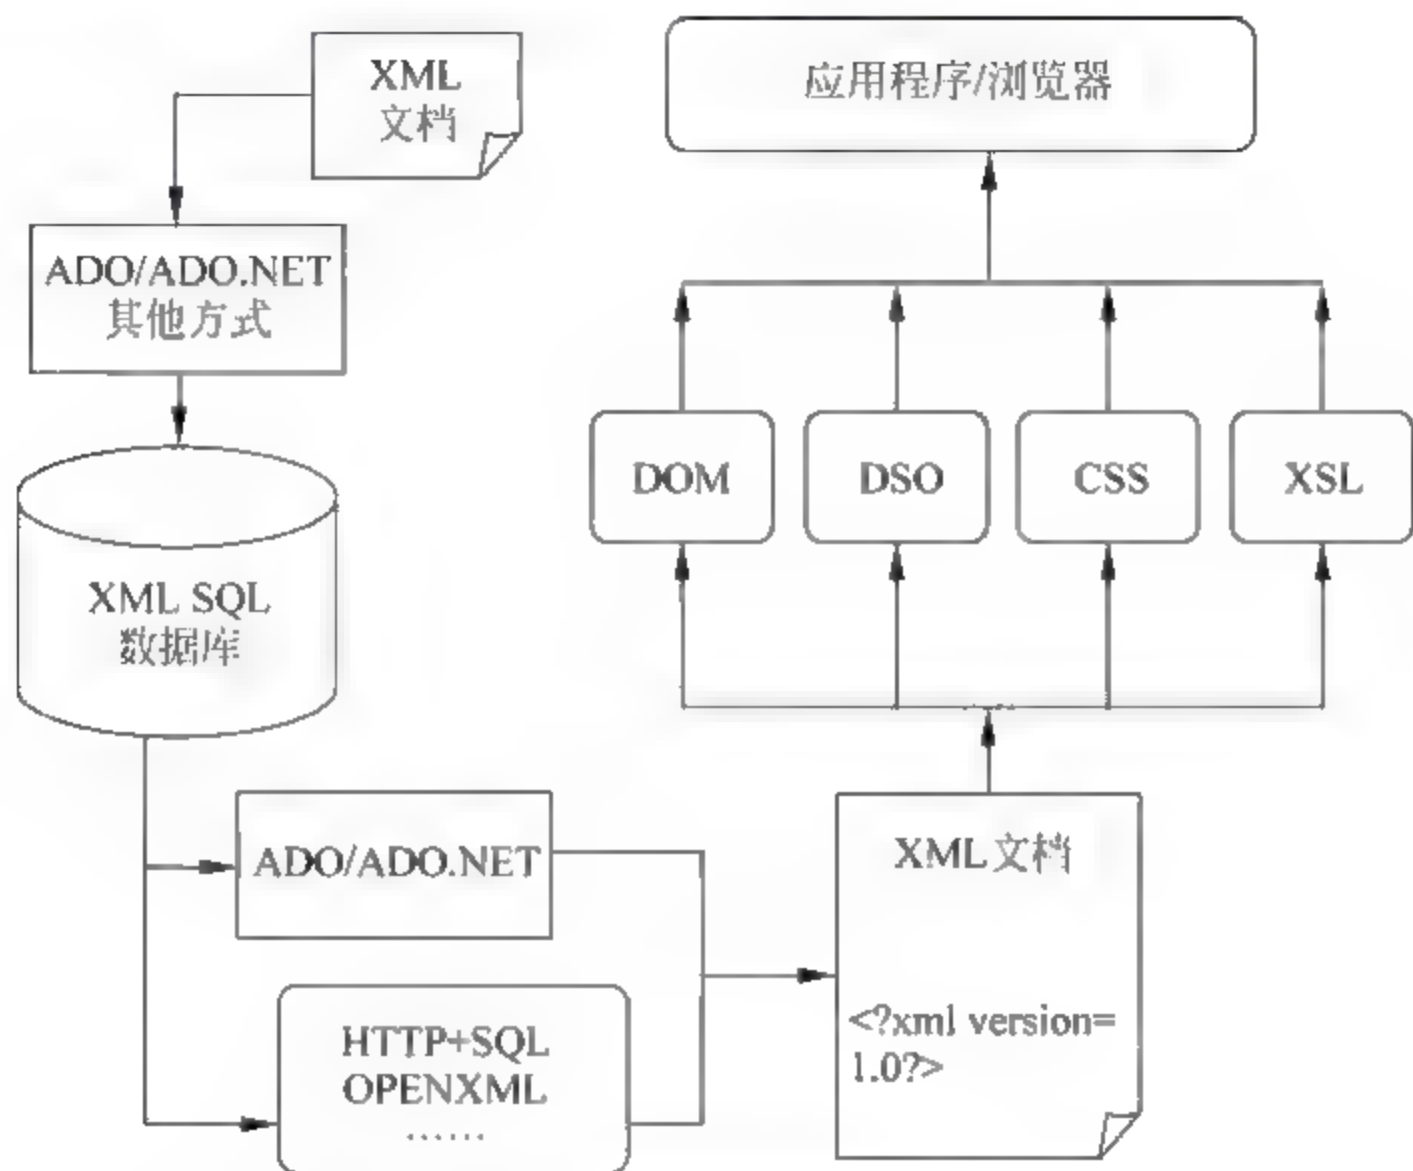 XML
文档
应用程序/浏览器
ADO/ADO.NET
其他方式
DOM
DSO
CSS
XSL
XML SQL
数据库
ADO/ADO.NET
XML文档
HTTP+SQL
OPENXML
······
<?xml version=
1.0?>